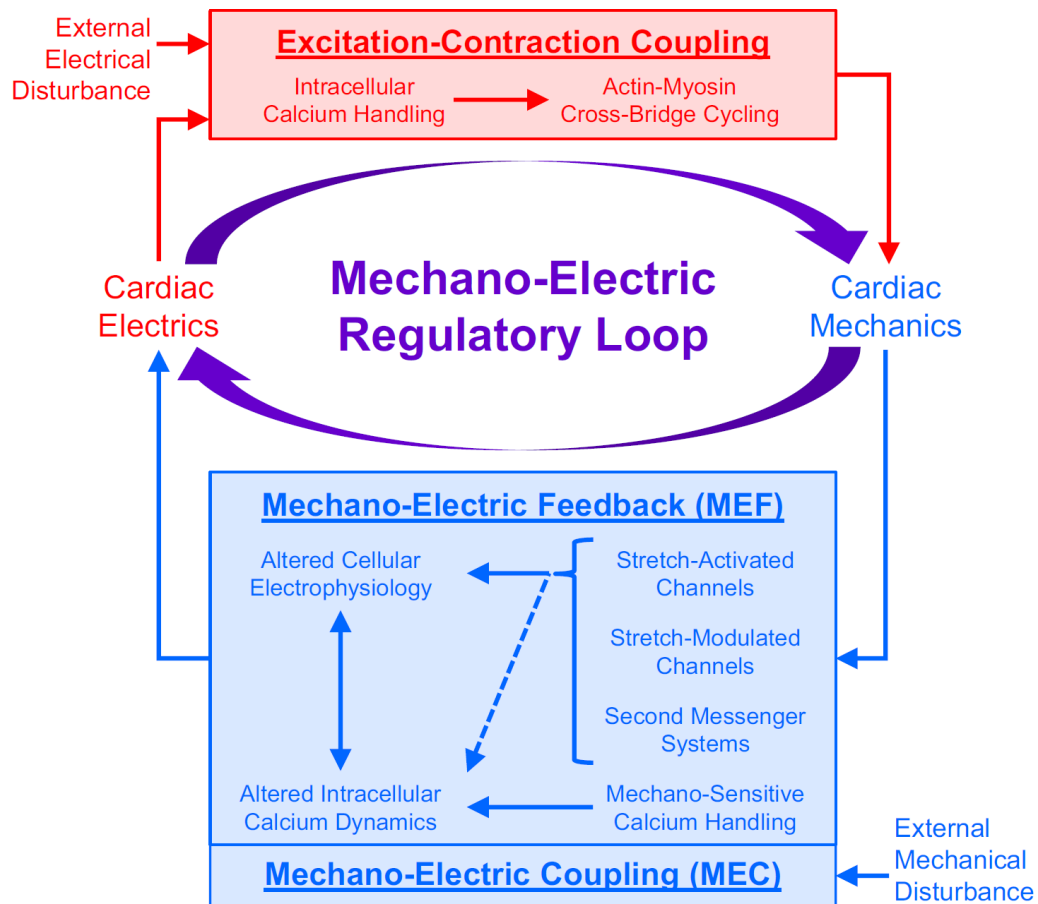 External
Electrical
Disturbance
Excitation-Contraction Coupling
Intracellular
Calcium Handling
Actin-Myosin
Cross-Bridge Cycling
Mechano-Electric
Regulatory Loop
Cardiac
Electrics
Cardiac
Mechanics
Mechano-Electric Feedback (MEF)
Altered Cellular
Electrophysiology
Stretch-Activated
Channels
Stretch-Modulated
Channels
Second Messenger
Systems
Altered Intracellular
Calcium Dynamics
Mechano-Sensitive
Calcium Handling
Mechano-Electric Coupling (MEC)
External
Mechanical
Disturbance